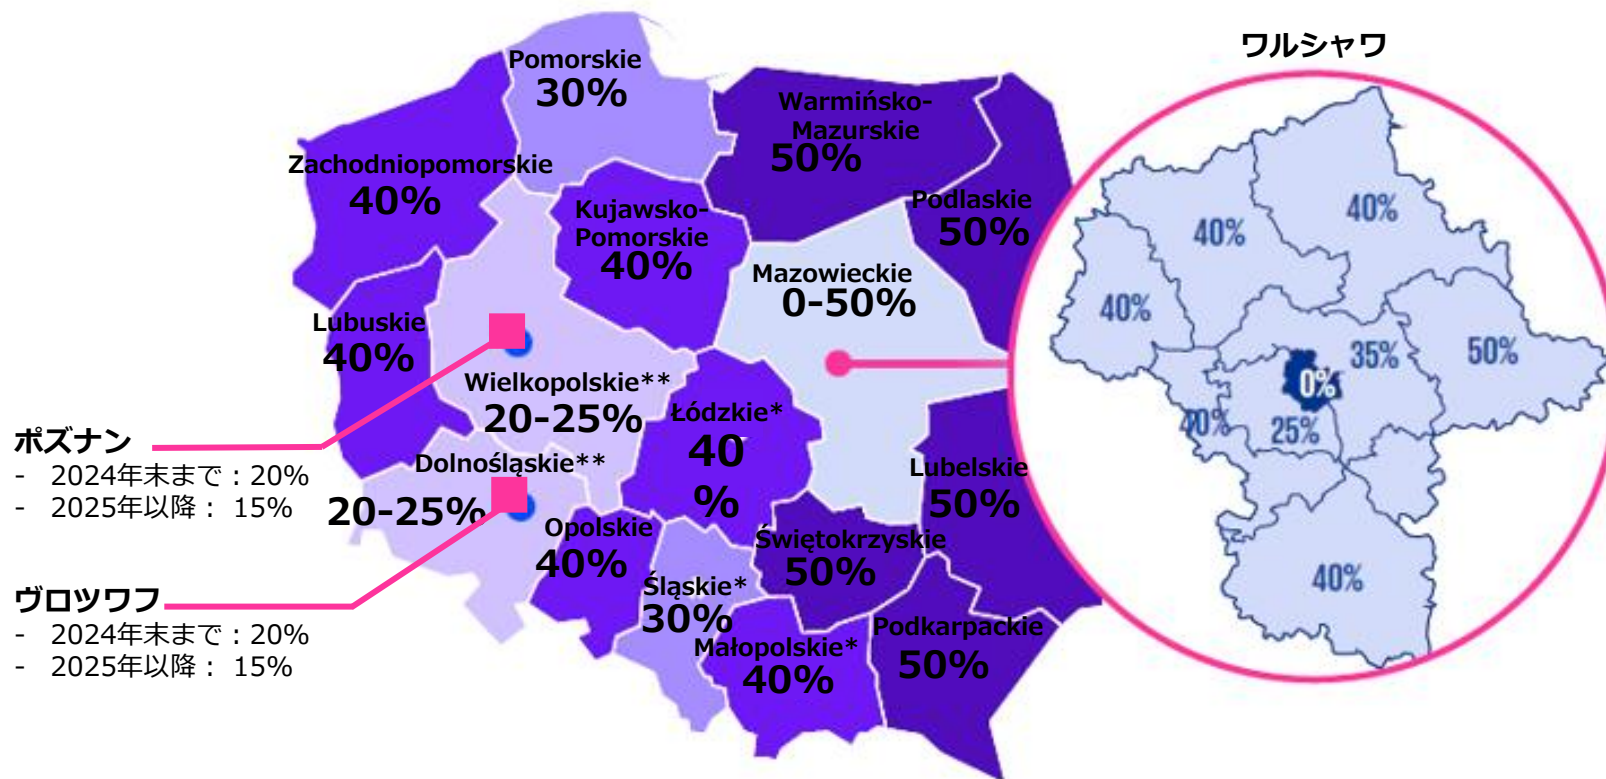 ワルシャワ
Pomorskie
30%
Warmińsko-
Mazurskie
50%
Zachodniopomorskie
40%
Podlaskie
50%
Kujawsko-
Pomorskie
40%
Mazowieckie
0-50%
Lubuskie
40%
Wielkopolskie**
20-25%
Łódzkie*
40
%
Dolnośląskie**
20-25%
Lubelskie
50%
Opolskie
40%
Świętokrzyskie
50%
Śląskie*
30%
Małopolskie*
40%
Podkarpackie
50%
ポズナン
- 2024年末まで：20%
- 2025年以降： 15%
ヴロツワフ
- 2024年末まで：20%
- 2025年以降： 15%
40%
40%
40%
35%
50%
0%
40%
25%
40%